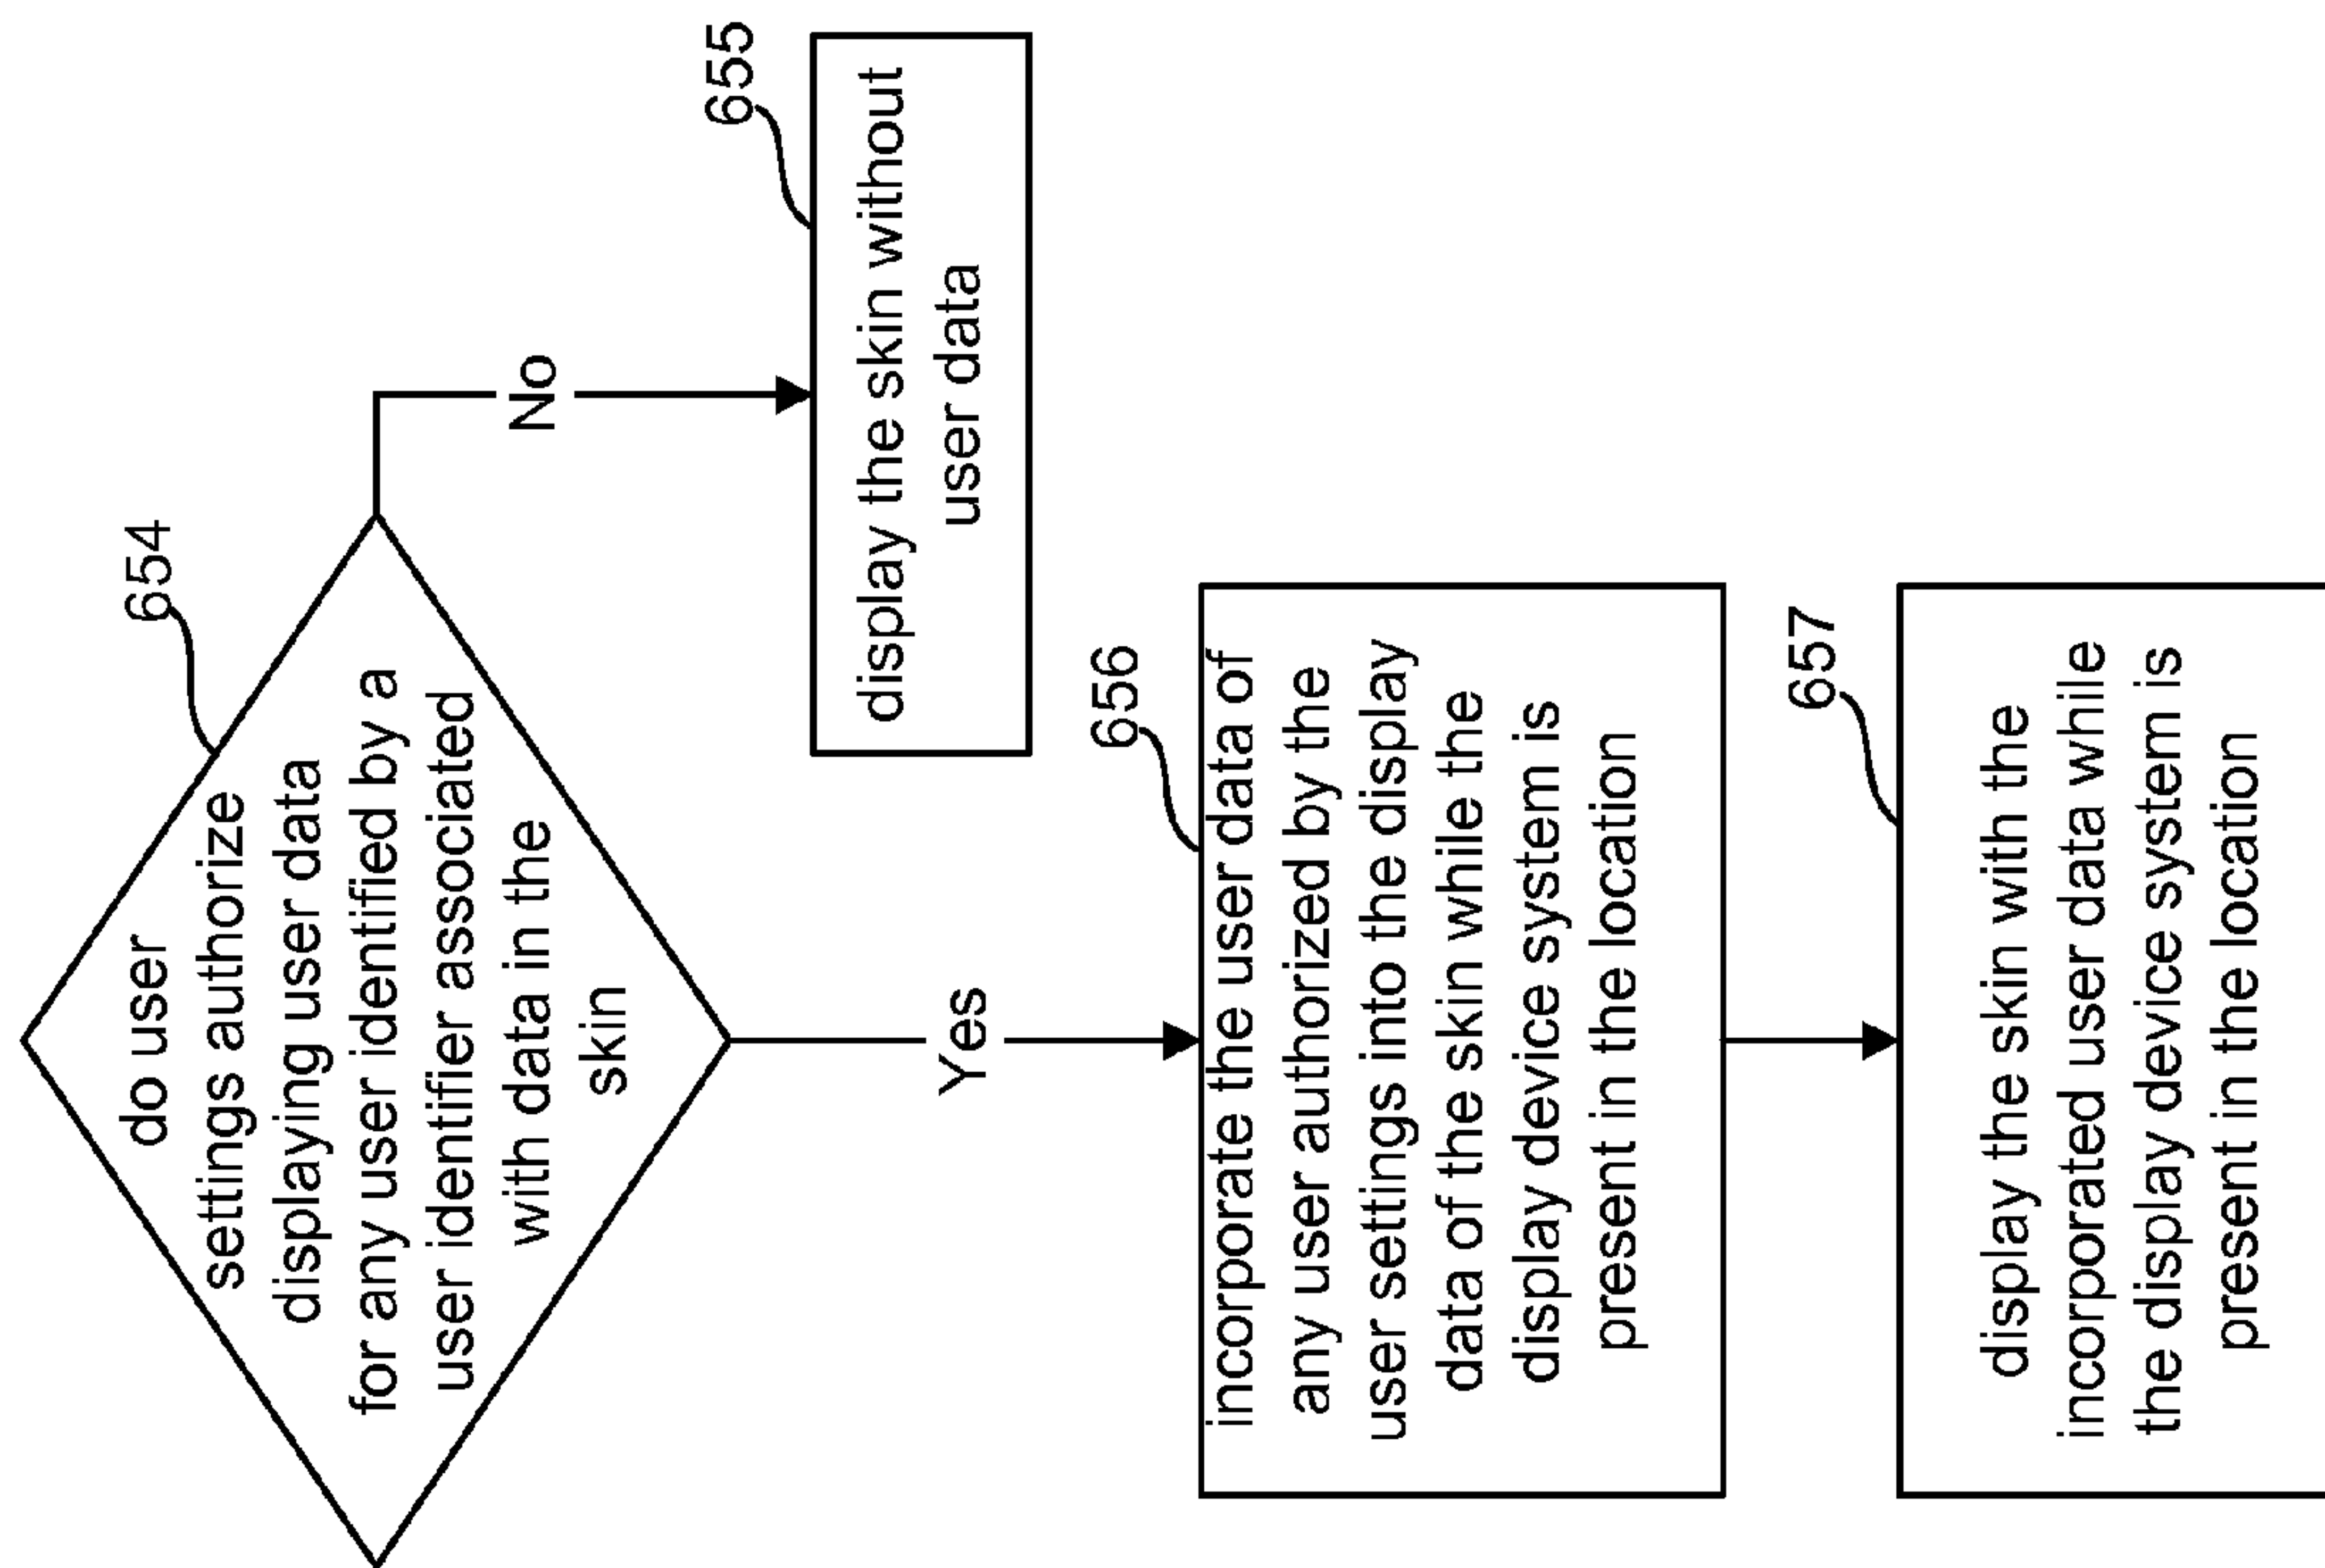 654
do user
settings authorize
displaying user data
for any user identified by a
user identifier associated
with data in the
skin
No
655
display the skin without
user data
Yes
656
incorporate the user data of
any user authorized by the
user settings into the display
data of the skin while the
display device system is
present in the location
657
display the skin with the
incorporated user data while
the display device system is
present in the location